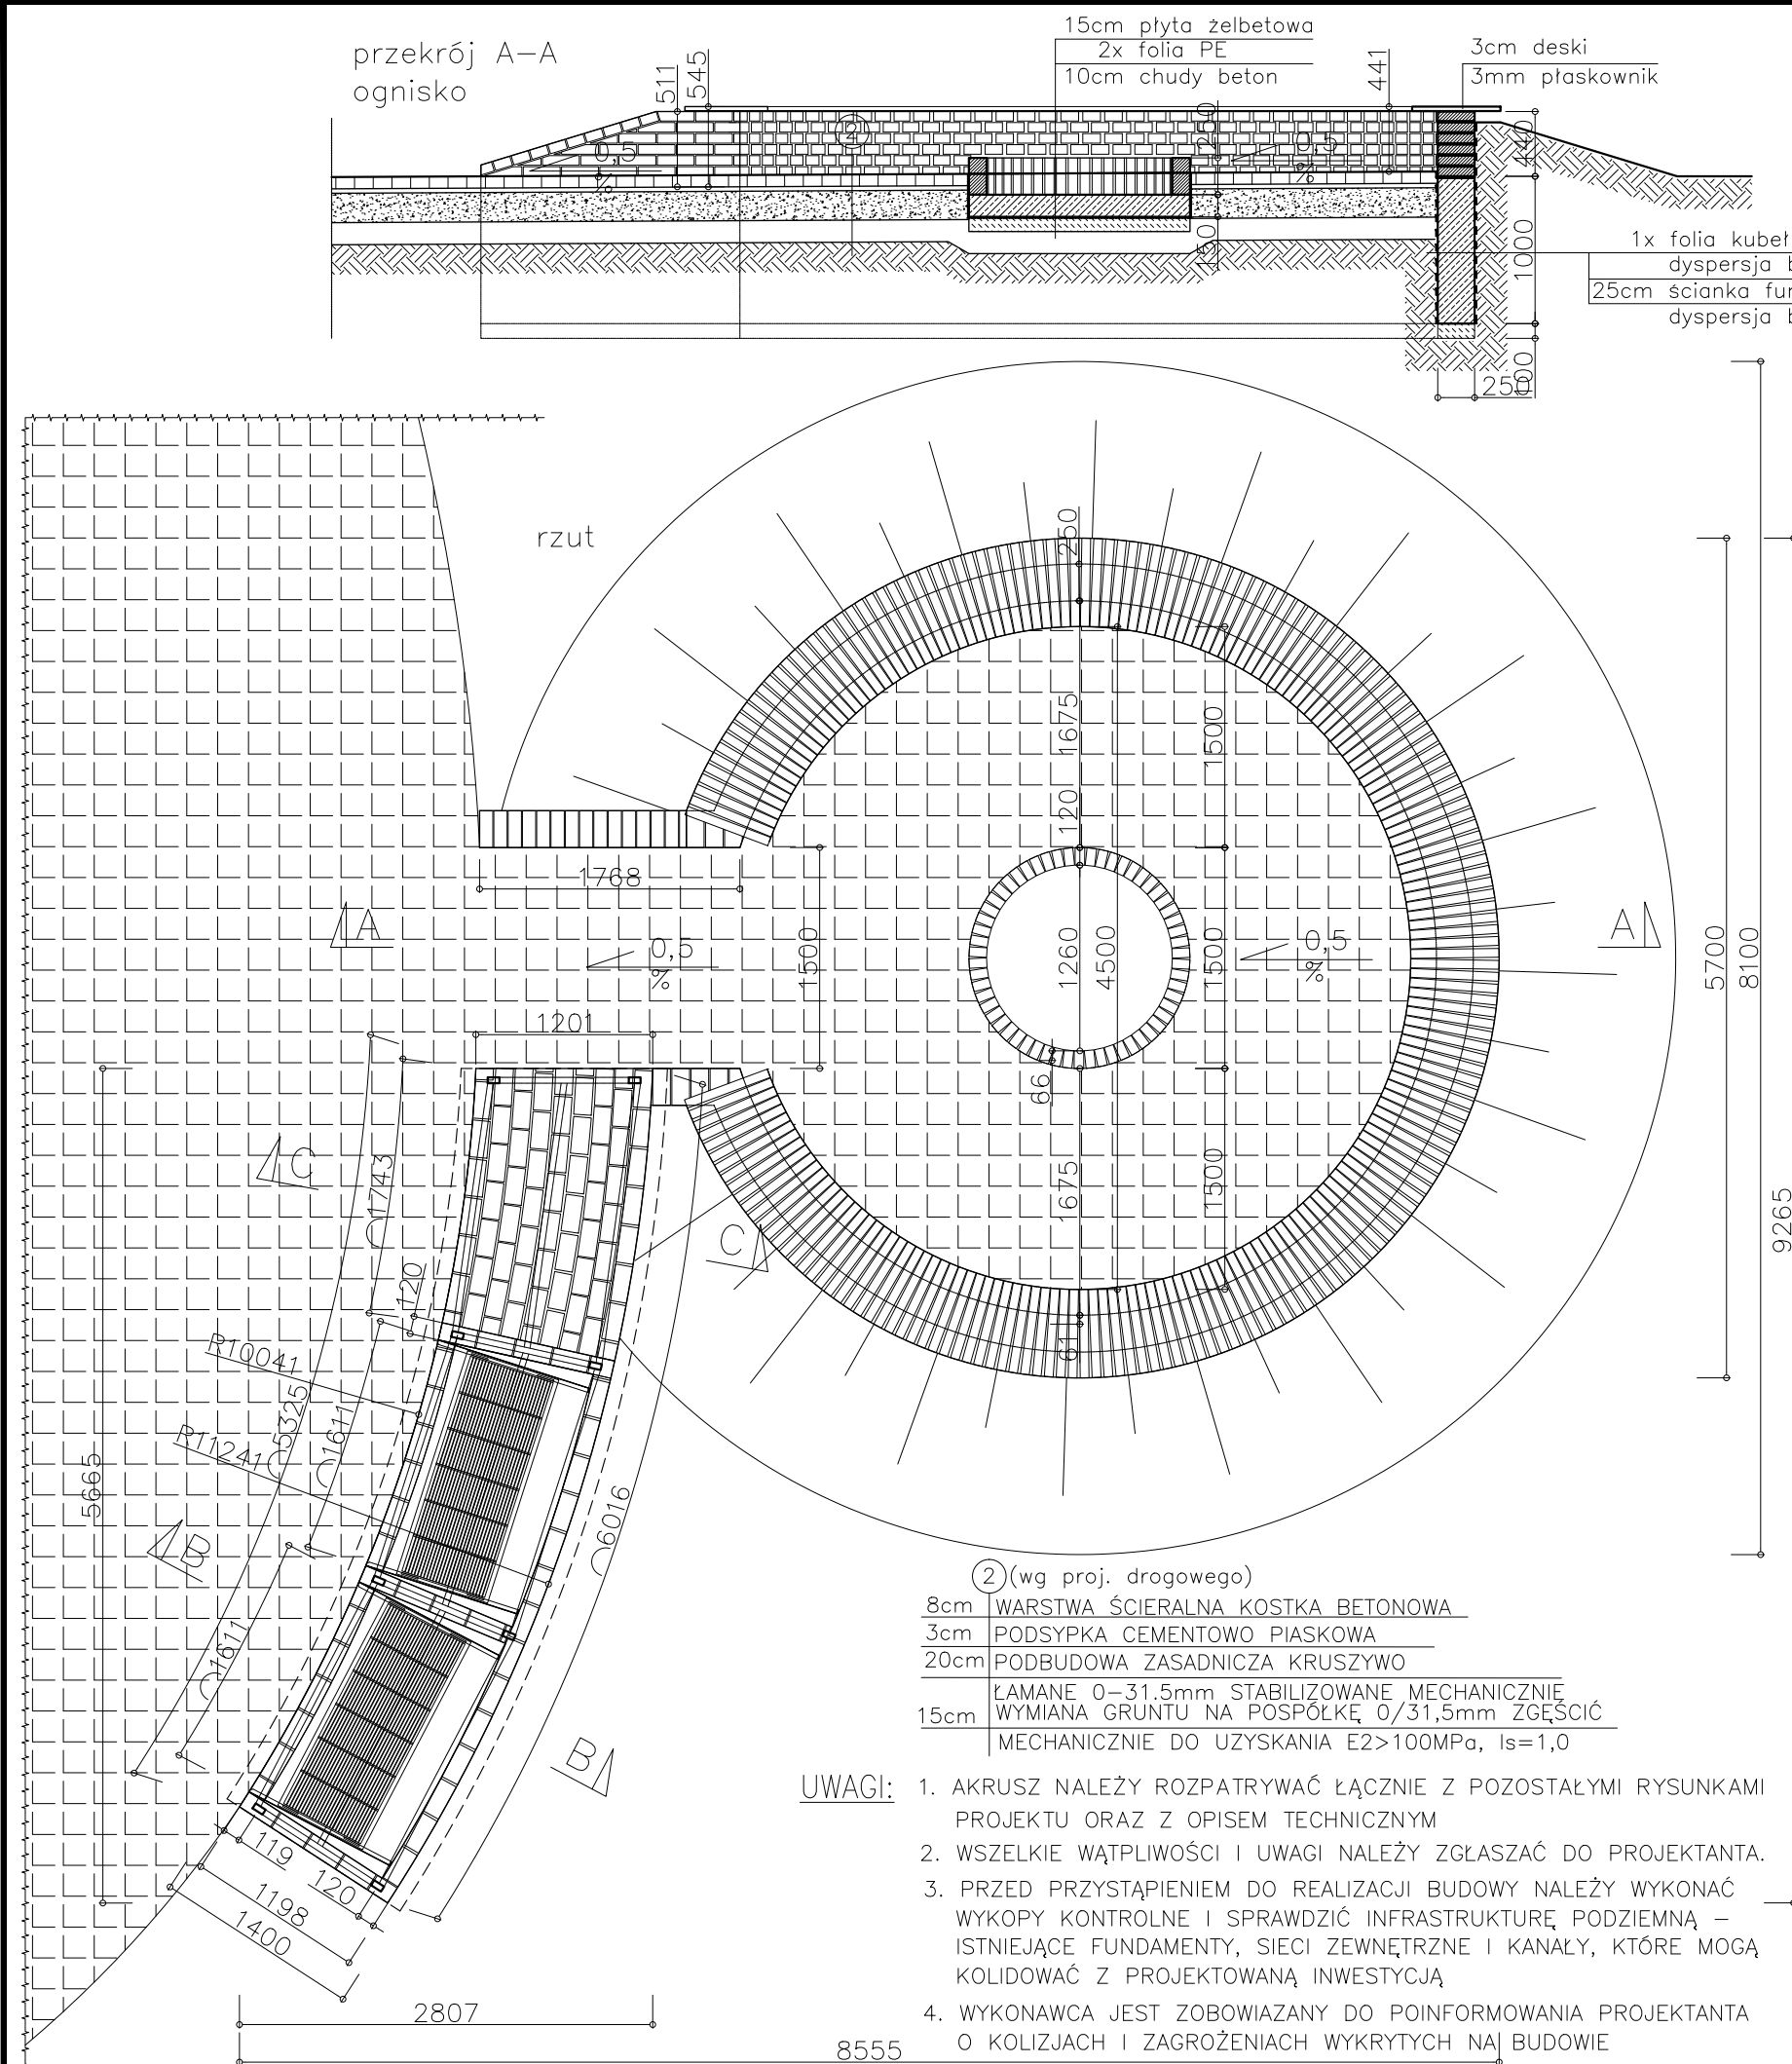 przekrój A-A
ognisko
15cm płyta żelbetowa
2x folia PE
10cm chudy beton
3cm deski
3mm płaskownik
511
545
441
2
0,5
%
250
0,5
%
440
150
1000
100
250
1x folia kubeł
dyspersja b
25cm ścianka fun
dyspersja b
rzut
250
1675
1500
120
1768
A
0,5
%
1500
1260
4500
1500
0,5
%
A
5700
8100
9265
1201
66
C
1743
C
1675
1500
120
61
R10041
5325
1611
R11241
5665
6016
B
1611
B
119
120
1198
1400
2807
8555
2 (wg proj. drogowego)
8cm WARSTWA ŚCIERALNA KOSTKA BETONOWA
3cm PODSYPKA CEMENTOWO PIASKOWA
20cm PODBUDOWA ZASADNICZA KRUSZYWO
ŁAMANE 0-31.5mm STABILIZOWANE MECHANICZNIE
15cm WYMIANA GRUNTU NA POSPÓŁKĘ 0/31,5mm ZGĘŚCIĆ
MECHANICZNIE DO UZYSKANIA E2>100MPa, Is=1,0
UWAGI: 1. AKRUSZ NALEŻY ROZPATRYWAĆ ŁĄCZNIE Z POZOSTAŁYMI RYSUNKAMI
PROJEKTU ORAZ Z OPISEM TECHNICZNYM
2. WSZELKIE WĄTPLIWOŚCI I UWAGI NALEŻY ZGŁASZAĆ DO PROJEKTANTA.
3. PRZED PRZYSTĄPIENIEM DO REALIZACJI BUDOWY NALEŻY WYKONAĆ
WYKOPY KONTROLNE I SPRAWDZIĆ INFRASTRUKTURĘ PODZIEMNĄ –
ISTNIEJĄCE FUNDAMENTY, SIECI ZEWNĘTRZNE I KANAŁY, KTÓRE MOGĄ
KOLIDOWAĆ Z PROJEKTOWANĄ INWESTYCJĄ
4. WYKONAWCA JEST ZOBOWIAZANY DO POINFORMOWANIA PROJEKTANTA
O KOLIZJACH I ZAGROŻENIACH WYKRYTYCH NA BUDOWIE